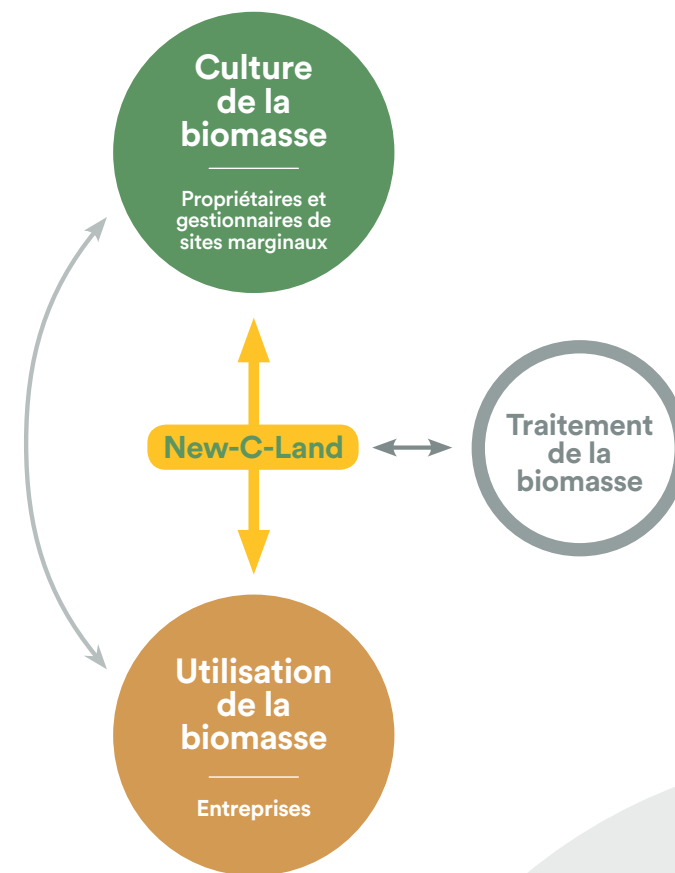 Culture
de la
biomasse
Propriétaires et
gestionnaires de
sites marginaux
New-C-Land
Traitement
de la
biomasse
Utilisation
de la
biomasse
Entreprises